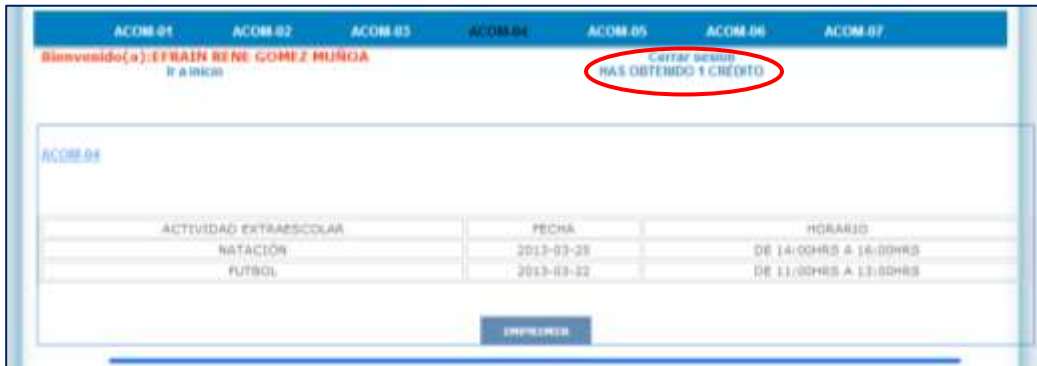 ACOM-01 ACOM-02 ACOM-03 ACOM-04 ACOM-05 ACOM-06 ACOM-07
Bienvenido(a):EFRAIN RENE GOMEZ MUÑOA Cerrar sesión
Ir a inicio HAS OBTENIDO 1 CRÉDITO
ACOM-04
ACTIVIDAD EXTRAESCOLAR FECHA HORARIO
NATACIÓN 2013-03-25 DE 14:00HRS A 16:00HRS
FUTBOL 2013-03-22 DE 11:00HRS A 13:00HRS
IMPRIMIR